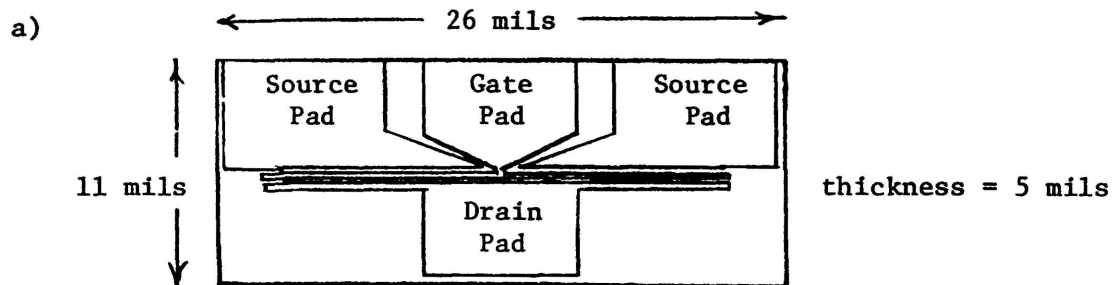 a)
26 mils
Source
Pad
Gate
Pad
Source
Pad
11 mils
thickness = 5 mils
Drain
Pad